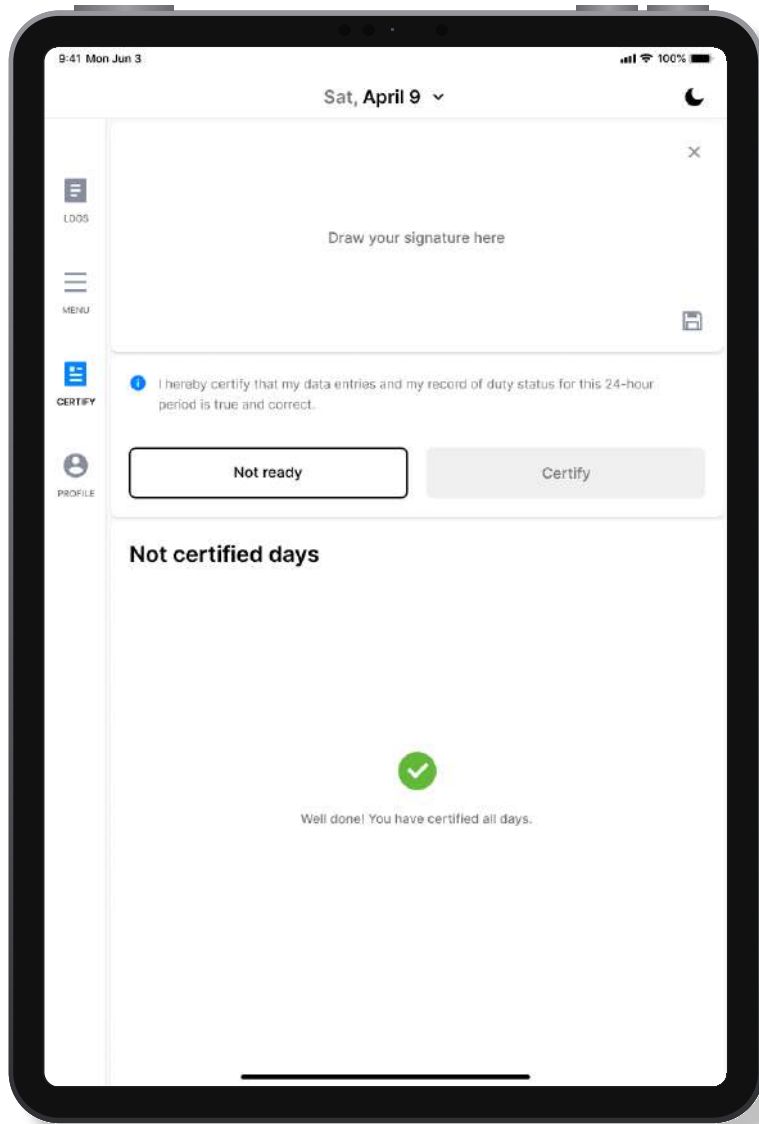 9:41 Mon Jun 3
100%
Sat, April 9
Draw your signature here
LOGS
MENU
CERTIFY
PROFILE
I hereby certify that my data entries and my record of duty status for this 24-hour
period is true and correct.
Not ready
Certify
Not certified days
Well done! You have certified all days.